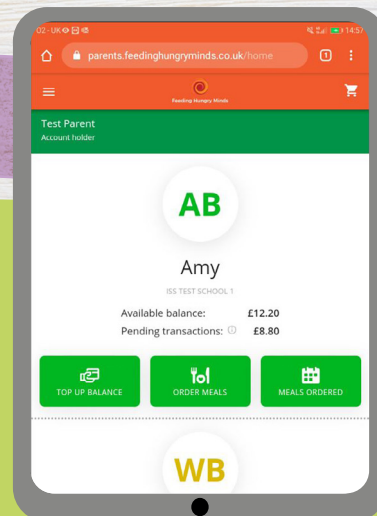 02 - UK 14:57
parents.feedinghungryminds.co.uk/home 1
Feeding Hungry Minds
Test Parent
Account holder
AB
Amy
ISS TEST SCHOOL 1
Available balance: £12.20
Pending transactions: £8.80
TOP UP BALANCE ORDER MEALS MEALS ORDERED
WB